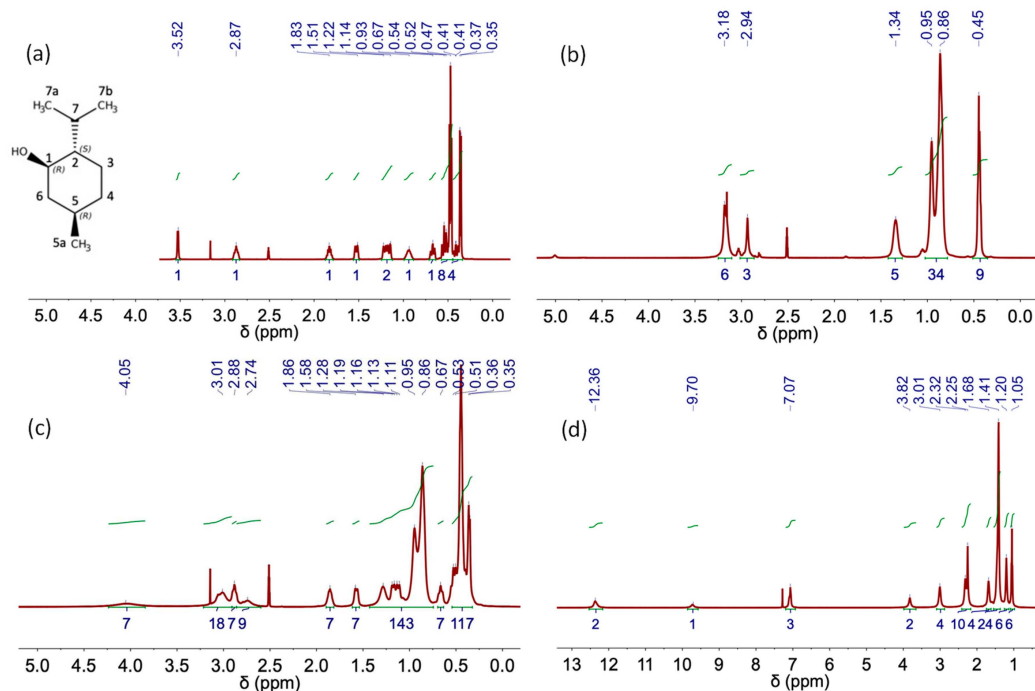 (a)
3.52
2.87
1.83
1.51
1.22
1.14
0.93
0.67
0.54
0.52
0.47
0.41
0.41
0.37
0.35
7a
7b
CH₃
7
CH₃
HO
1
(R)
2
(S)
3
6
5
(R)
4
5a
CH₃
1 1 1 1 2 1 1 8 4
5.0 4.5 4.0 3.5 3.0 2.5 2.0 1.5 1.0 0.5 0.0
δ (ppm)
(b)
3.18
2.94
1.34
0.95
0.86
0.45
6 3 5 34 9
5.0 4.5 4.0 3.5 3.0 2.5 2.0 1.5 1.0 0.5 0.0
δ (ppm)
(c)
4.05
3.01
2.88
2.74
1.86
1.58
1.28
1.19
1.16
1.13
1.11
0.95
0.86
0.67
0.53
0.51
0.36
0.35
7 18 7 9 7 7 143 7 117
5.0 4.5 4.0 3.5 3.0 2.5 2.0 1.5 1.0 0.5 0.0
δ (ppm)
(d)
12.36
9.70
7.07
3.82
3.01
2.32
2.25
1.68
1.41
1.20
1.05
2 1 3 2 4 10 4 24 6 6
13 12 11 10 9 8 7 6 5 4 3 2 1
δ (ppm)